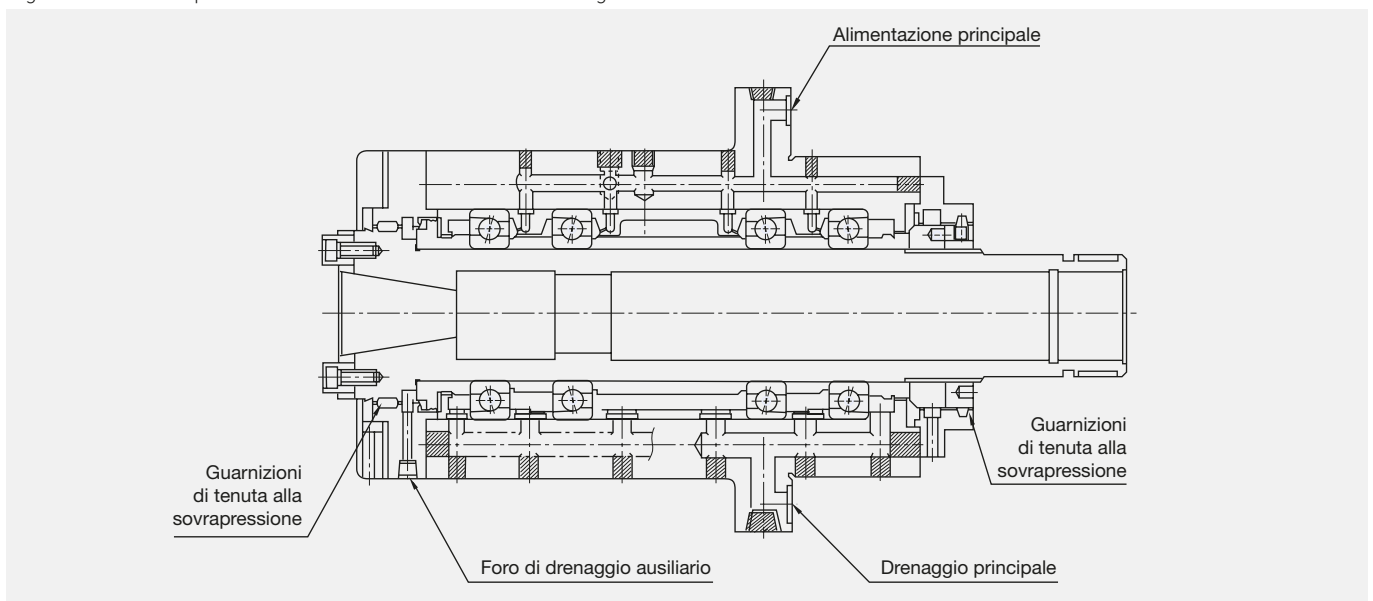 Alimentazione principale
Guarnizioni
di tenuta alla
sovrapressione
Guarnizioni
di tenuta alla
sovrapressione
Foro di drenaggio ausiliario
Drenaggio principale